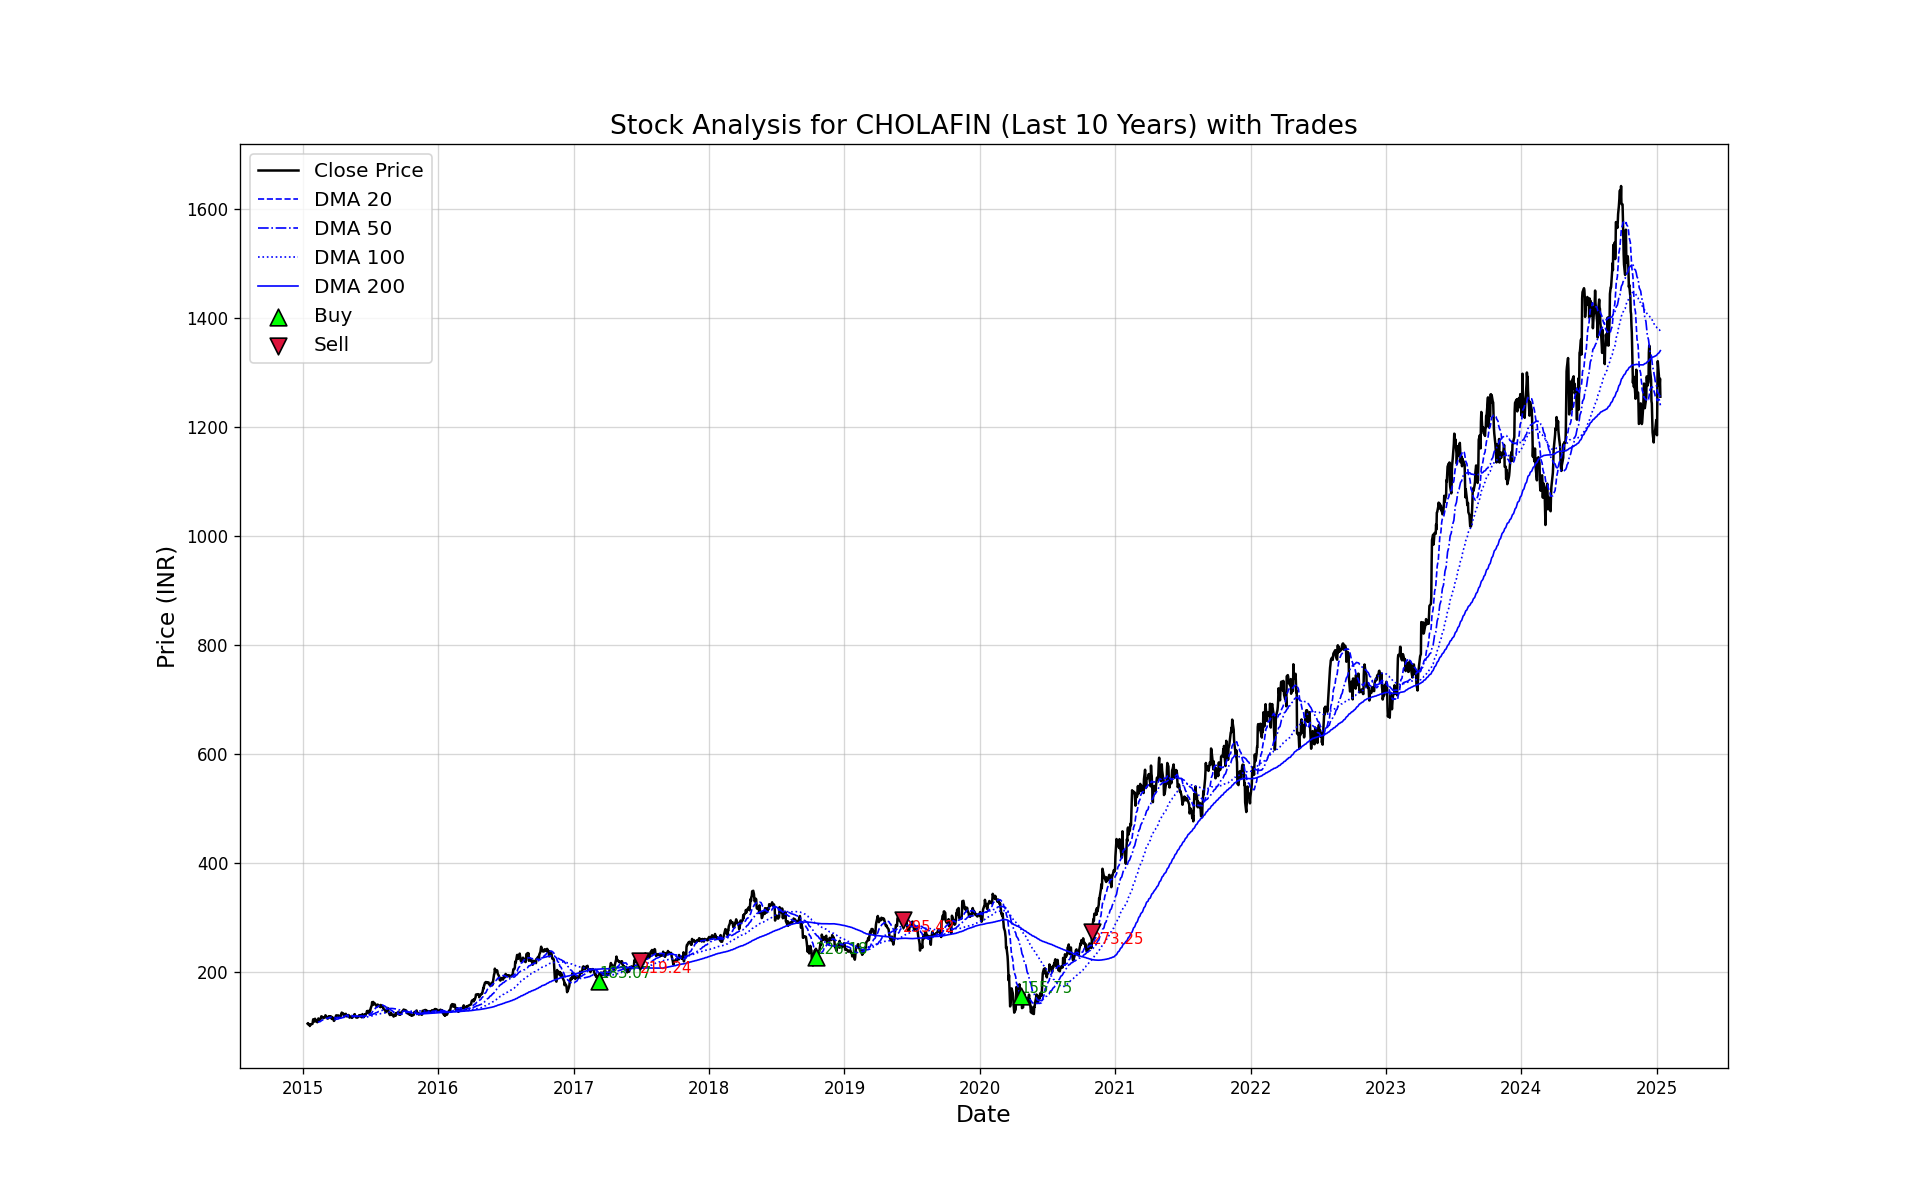 Stock Analysis for CHOLAFIN (Last 10 Years) with Trades
Close Price
DMA 20
DMA 50
DMA 100
DMA 200
Buy
Sell
Price (INR)
1600
1400
1200
1000
800
600
400
200
219.24
273.25
2015
2016
2017
2018
2019
2020
2021
2022
2023
2024
2025
Date